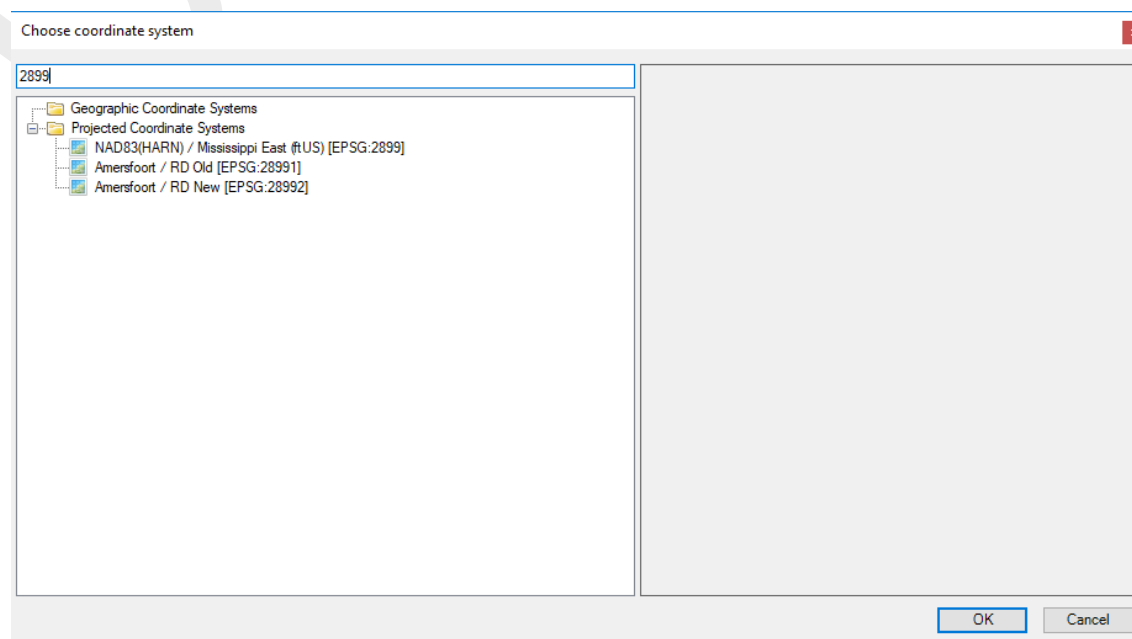 Choose coordinate system
2899
Geographic Coordinate Systems
Projected Coordinate Systems
NAD83(HARN) / Mississippi East (ftUS) [EPSG:2899]
Amersfoort / RD Old [EPSG:28991]
Amersfoort / RD New [EPSG:28992]
OK
Cancel